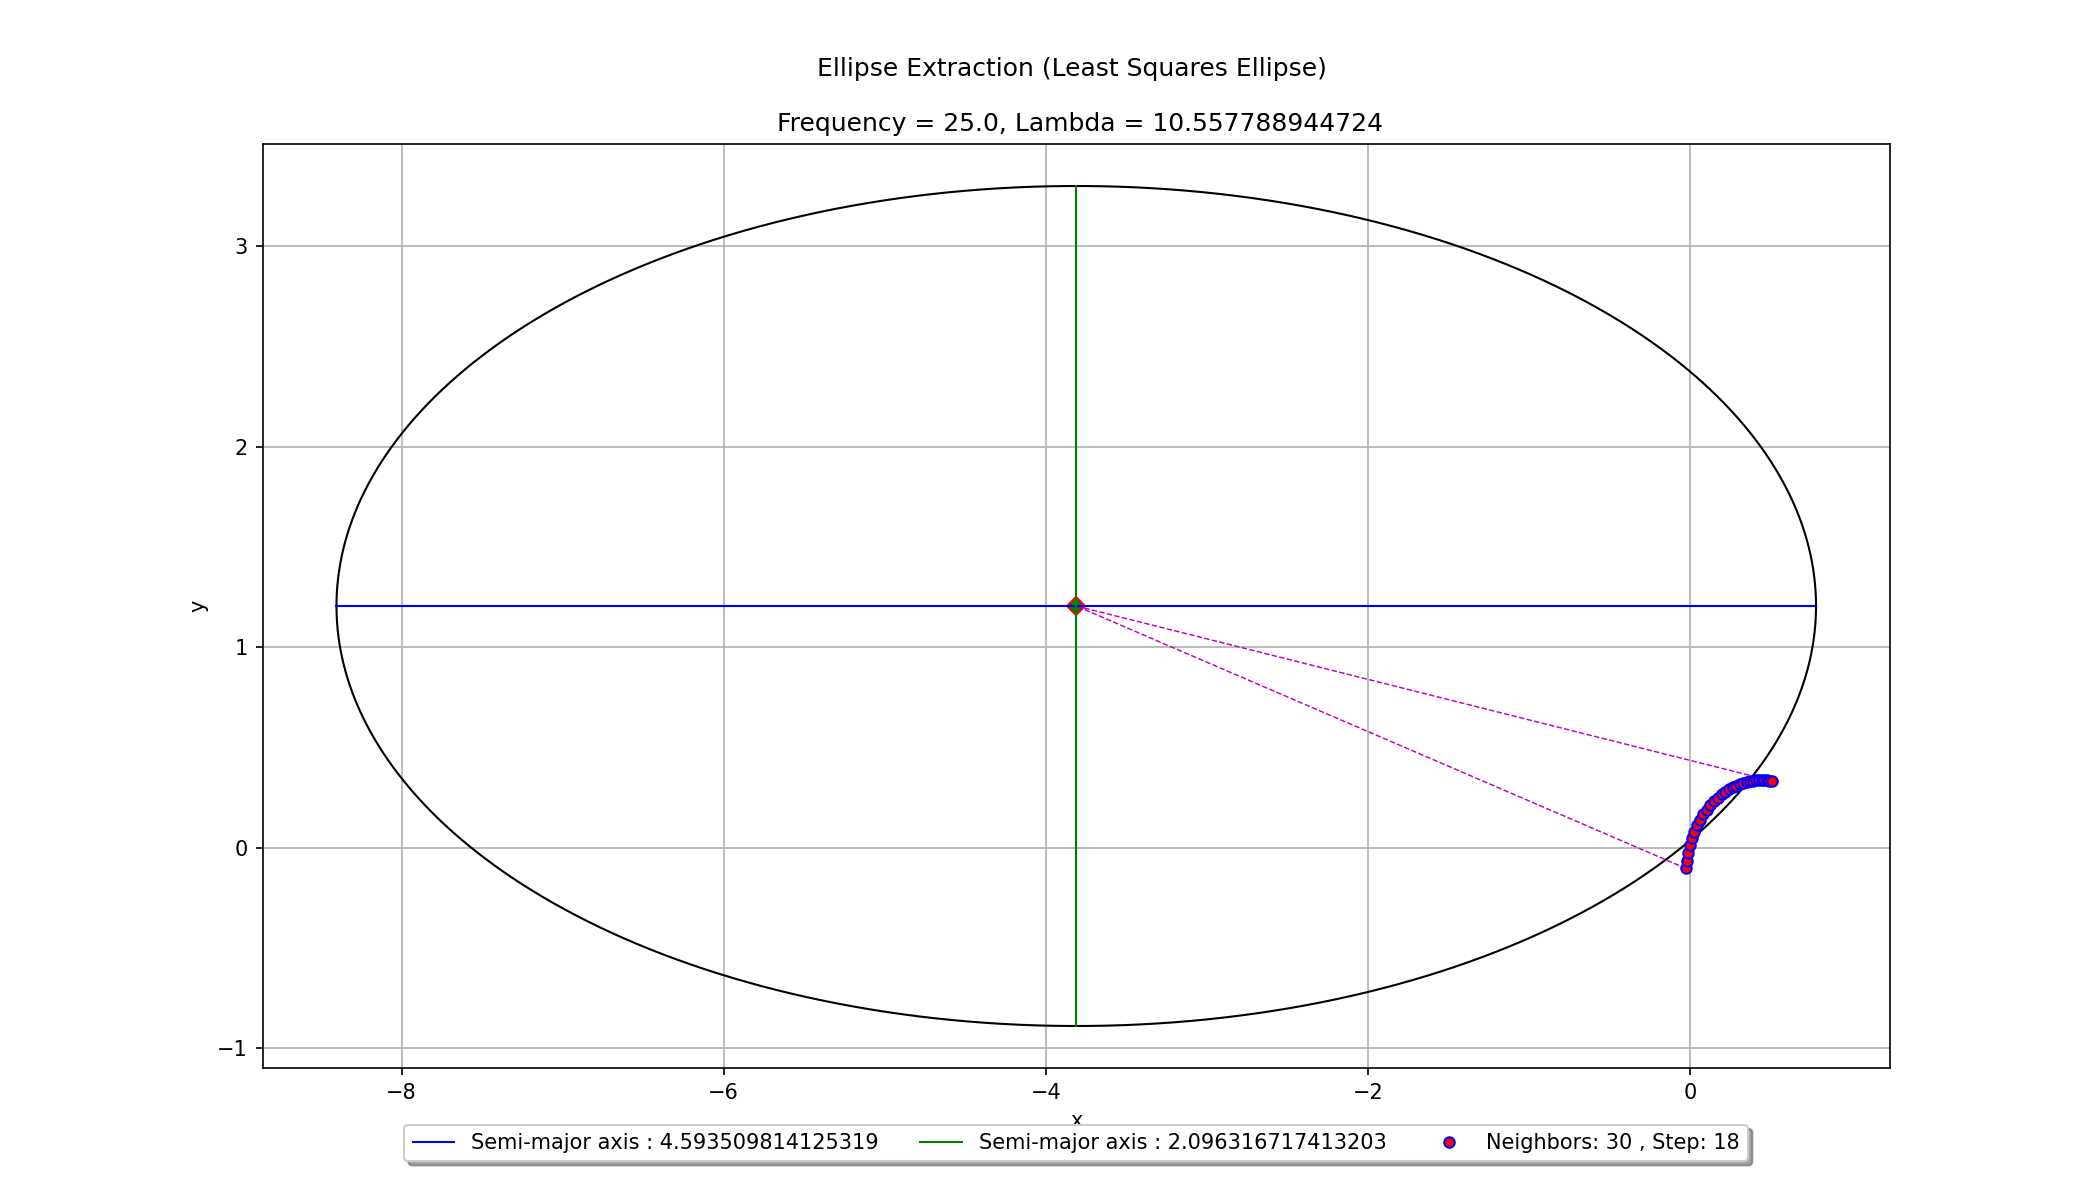 Ellipse Extraction (Least Squares Ellipse)
Frequency = 25.0, Lambda = 10.557788944724
3
2
1
0
−1
y
−8
−6
−4
−2
0
x
Semi-major axis : 4.593509814125319
Semi-major axis : 2.096316717413203
Neighbors: 30 , Step: 18